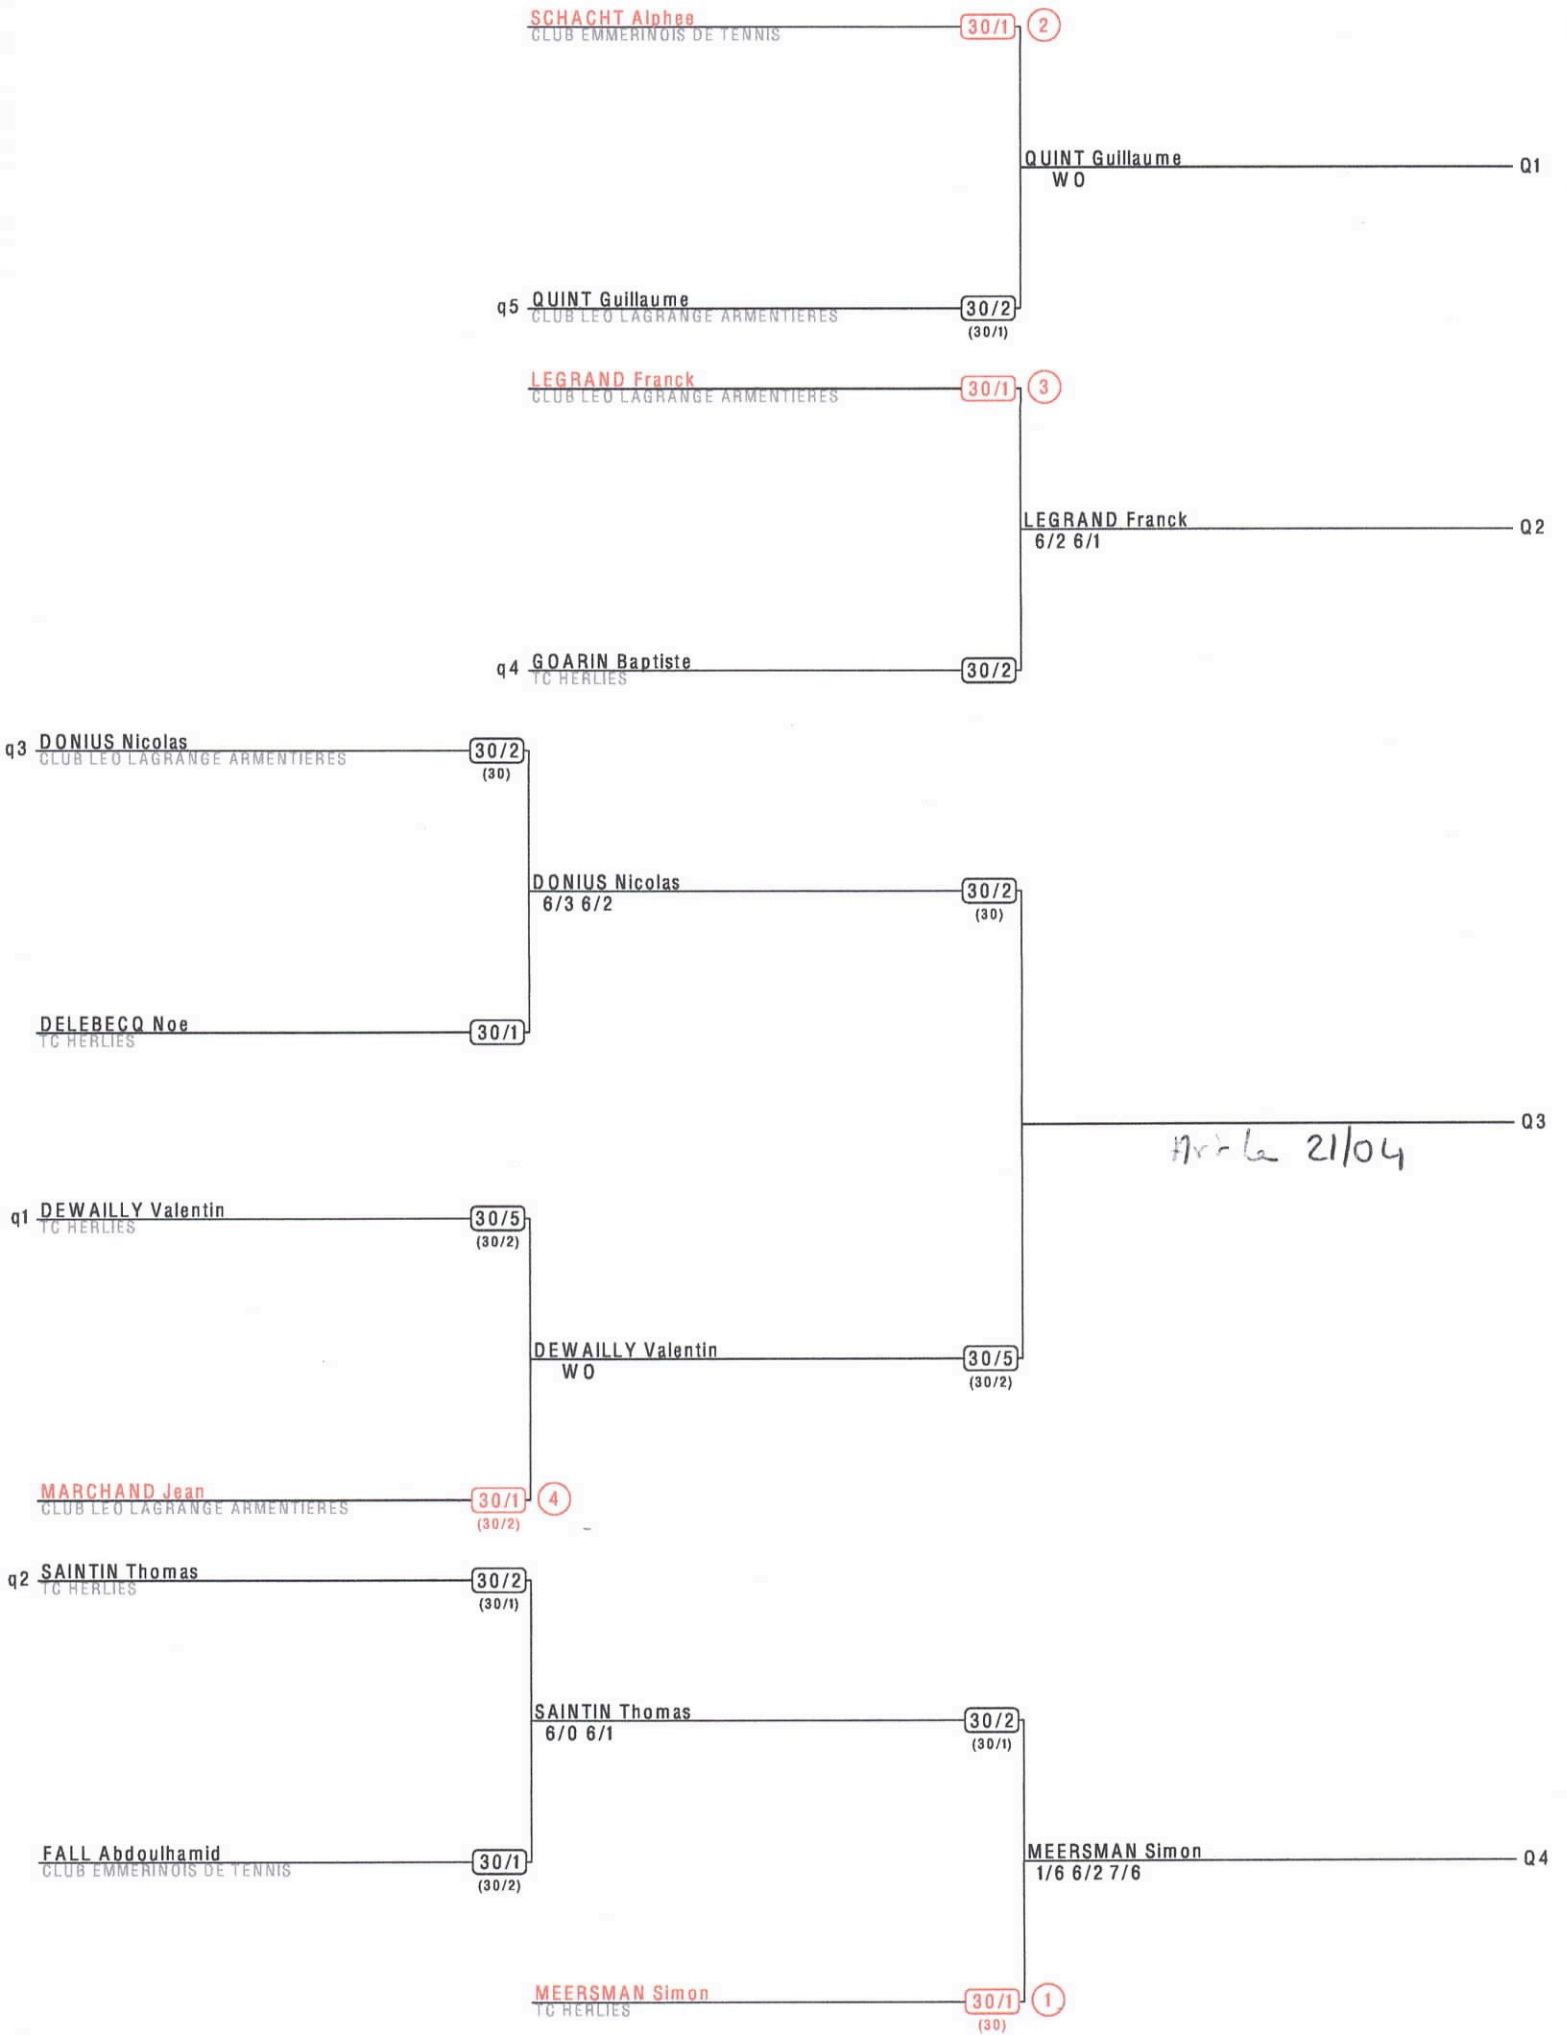 SCHACHT Alphee
CLUB EMMERINOIS DE TENNIS
30/1
2
QUINT Guillaume
WO
Q1
q5
QUINT Guillaume
CLUB LEO LAGRANGE ARMENTIERES
30/2
(30/1)
LEGRAND Franck
CLUB LEO LAGRANGE ARMENTIERES
30/1
3
LEGRAND Franck
6/2 6/1
Q2
q4
GOARIN Baptiste
TC HERLIES
30/2
q3
DONIUS Nicolas
CLUB LEO LAGRANGE ARMENTIERES
30/2
(30)
DONIUS Nicolas
6/3 6/2
30/2
(30)
DELEBECQ Noe
TC HERLIES
30/1
Q3
21/04
q1
DEWAILLY Valentin
TC HERLIES
30/5
(30/2)
DEWAILLY Valentin
WO
30/5
(30/2)
MARCHAND Jean
CLUB LEO LAGRANGE ARMENTIERES
30/1
4
(30/2)
q2
SAINTIN Thomas
TC HERLIES
30/2
(30/1)
SAINTIN Thomas
6/0 6/1
30/2
(30/1)
FALL Abdoulhamid
CLUB EMMERINOIS DE TENNIS
30/1
(30/2)
MEERSMAN Simon
1/6 6/2 7/6
Q4
MEERSMAN Simon
TC HERLIES
30/1
1
(30)